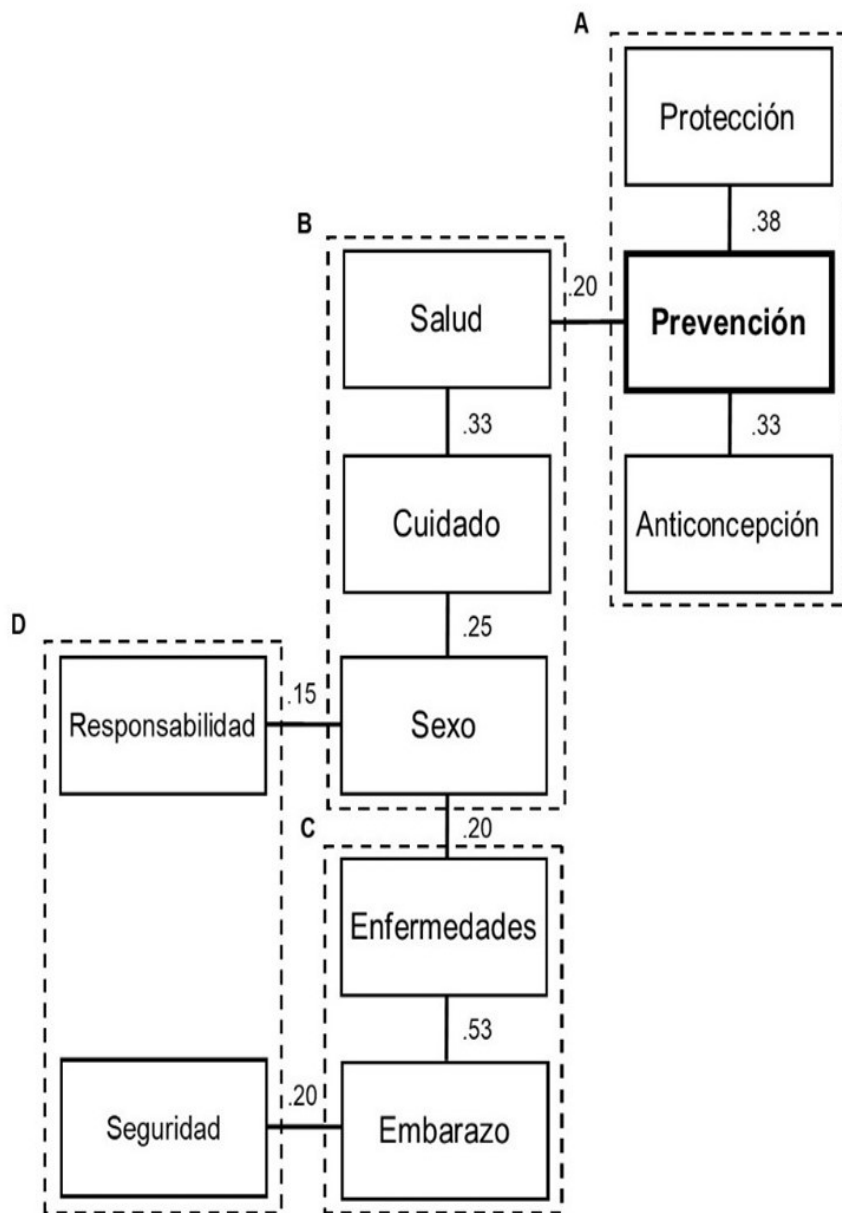 A
Protección
.38
B
Salud
.20
Prevención
.33
.33
Cuidado
Anticoncepción
.25
D
Responsabilidad
.15
Sexo
C
.20
Enfermedades
.53
Seguridad
.20
Embarazo